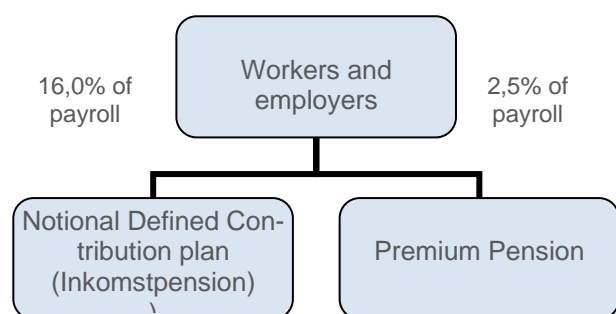 16,0% of
payroll
Workers and
employers
2,5% of
payroll
Notional Defined Con-
tribution plan
(Inkomstpension)
)
Premium Pension